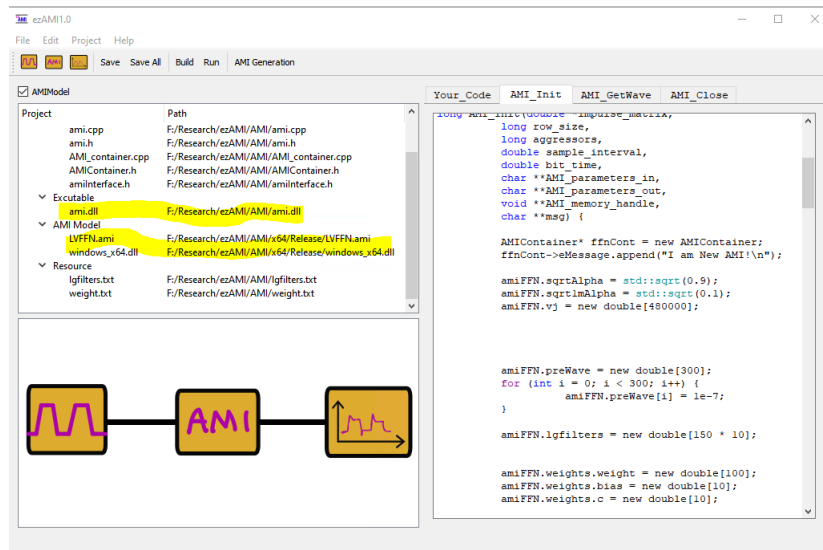 ezAMI1.0
File Edit Project Help
AMI Save Save All Build Run AMI Generation
AMIModel
Project Path
ami.cpp F:/Research/ezAMI/AMI/ami.cpp
ami.h F:/Research/ezAMI/AMI/ami.h
AMI_container.cpp F:/Research/ezAMI/AMI/AMI_container.cpp
AMIContainer.h F:/Research/ezAMI/AMI/AMIContainer.h
amiInterface.h F:/Research/ezAMI/AMI/amiInterface.h
Excutable
ami.dll F:/Research/ezAMI/AMI/ami.dll
AMI Model
LVFFN.ami F:/Research/ezAMI/AMI/x64/Release/LVFFN.ami
windows_x64.dll F:/Research/ezAMI/AMI/x64/Release/windows_x64.dll
Resource
lgfilters.txt F:/Research/ezAMI/AMI/lgfilters.txt
weight.txt F:/Research/ezAMI/AMI/weight.txt
AMI
Your_Code AMI_Init AMI_GetWave AMI_Close
long AMI_Init(double *impulse_matrix,
long row_size,
long aggressors,
double sample_interval,
double bit_time,
char **AMI_parameters_in,
char **AMI_parameters_out,
void **AMI_memory_handle,
char **msg) {
AMIContainer* ffnCont = new AMIContainer;
ffnCont->eMessage.append("I am New AMI!\n");
amiFFN.sqrtAlpha = std::sqrt(0.9);
amiFFN.sqrtlmAlpha = std::sqrt(0.1);
amiFFN.vj = new double[480000];
amiFFN.preWave = new double[300];
for (int i = 0; i < 300; i++) {
amiFFN.preWave[i] = 1e-7;
}
amiFFN.lgfilters = new double[150 * 10];
amiFFN.weights.weight = new double[100];
amiFFN.weights.bias = new double[10];
amiFFN.weights.c = new double[10];